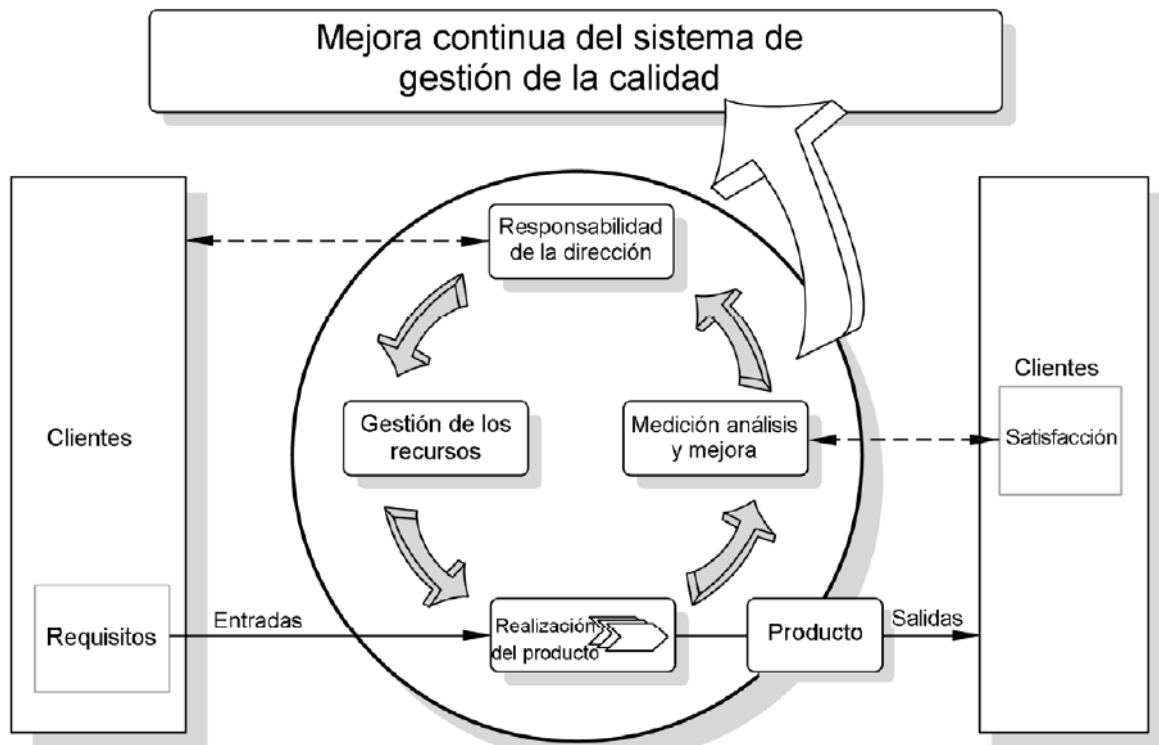 Mejora continua del sistema de
gestión de la calidad
Responsabilidad
de la dirección
Clientes
Gestión de los
recursos
Medición análisis
y mejora
Clientes
Satisfacción
Requisitos
Entradas
Realización
del producto
Producto
Salidas